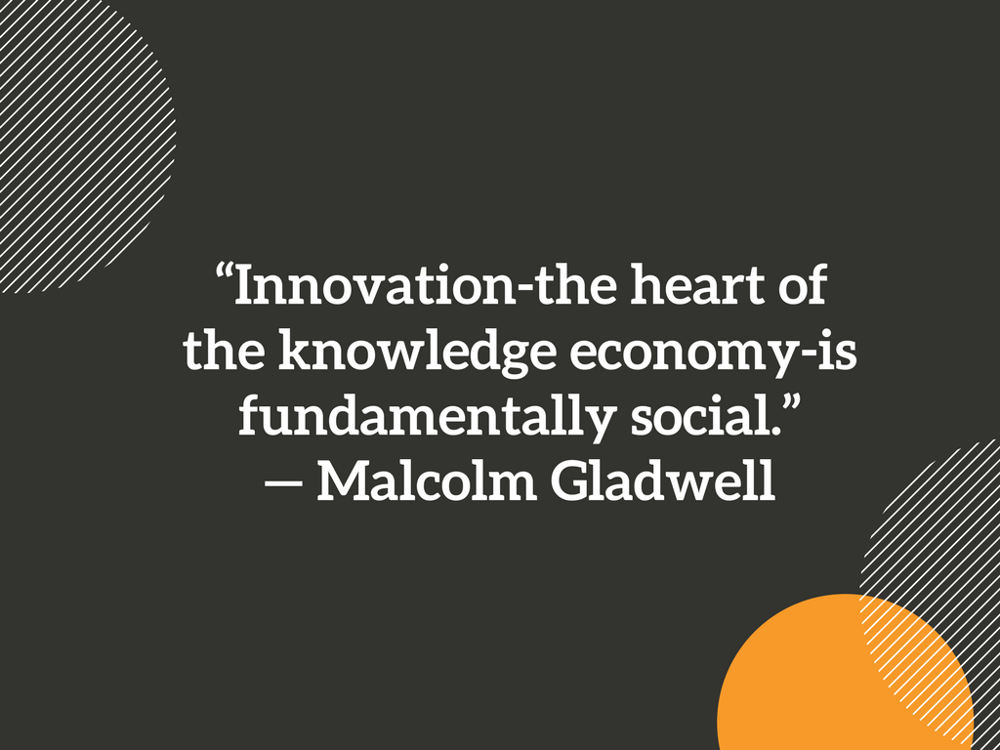 “Innovation-the heart of
the knowledge economy-is
fundamentally social.”
— Malcolm Gladwell